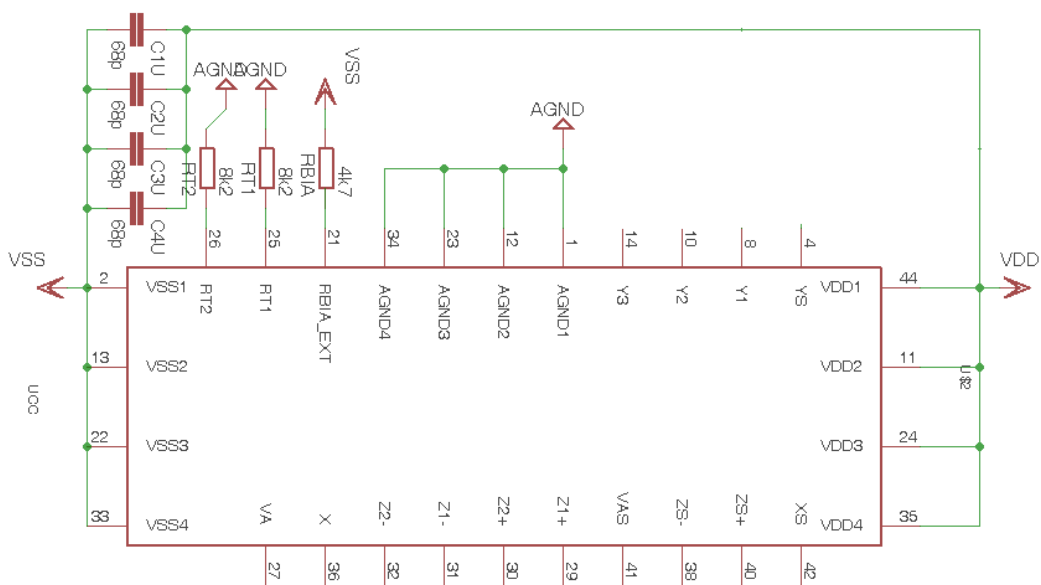 C1U
68p
C2U
68p
C3U
68p
C4U
68p
AGND
AGND
VSS
AGND
RT2
8k2
RT1
8k2
RBIA
4k7
26
25
21
34
23
12
1
14
10
8
4
VSS
VDD
2
VSS1
RT2
RT1
RBIA_EXT
AGND4
AGND3
AGND2
AGND1
Y3
Y2
Y1
YS
VDD1
44
13
VSS2
VDD2
11
UCC
U$2
22
VSS3
VDD3
24
33
VSS4
VA
X
Z2-
Z1-
Z2+
Z1+
VAS
ZS-
ZS+
XS
VDD4
35
27
36
32
31
30
29
41
38
40
42